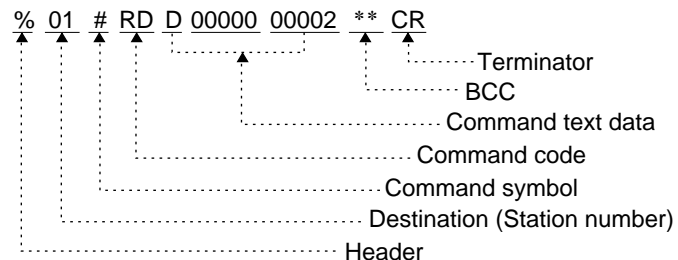 % 01 # RD D 00000 00002 ** CR
Terminator
BCC
Command text data
Command code
Command symbol
Destination (Station number)
Header